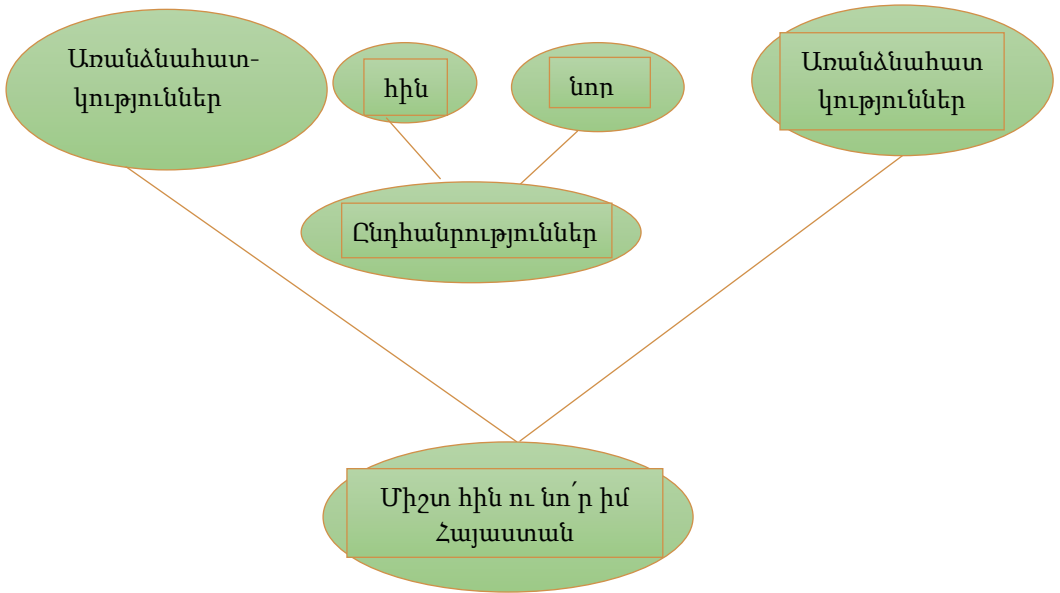 Առանձնահատ-
կություններ
հին
նոր
Առանձնահատ
կություններ
Ընդհանրություններ
Միշտ հին ու նո՛ր իմ
Հայաստան